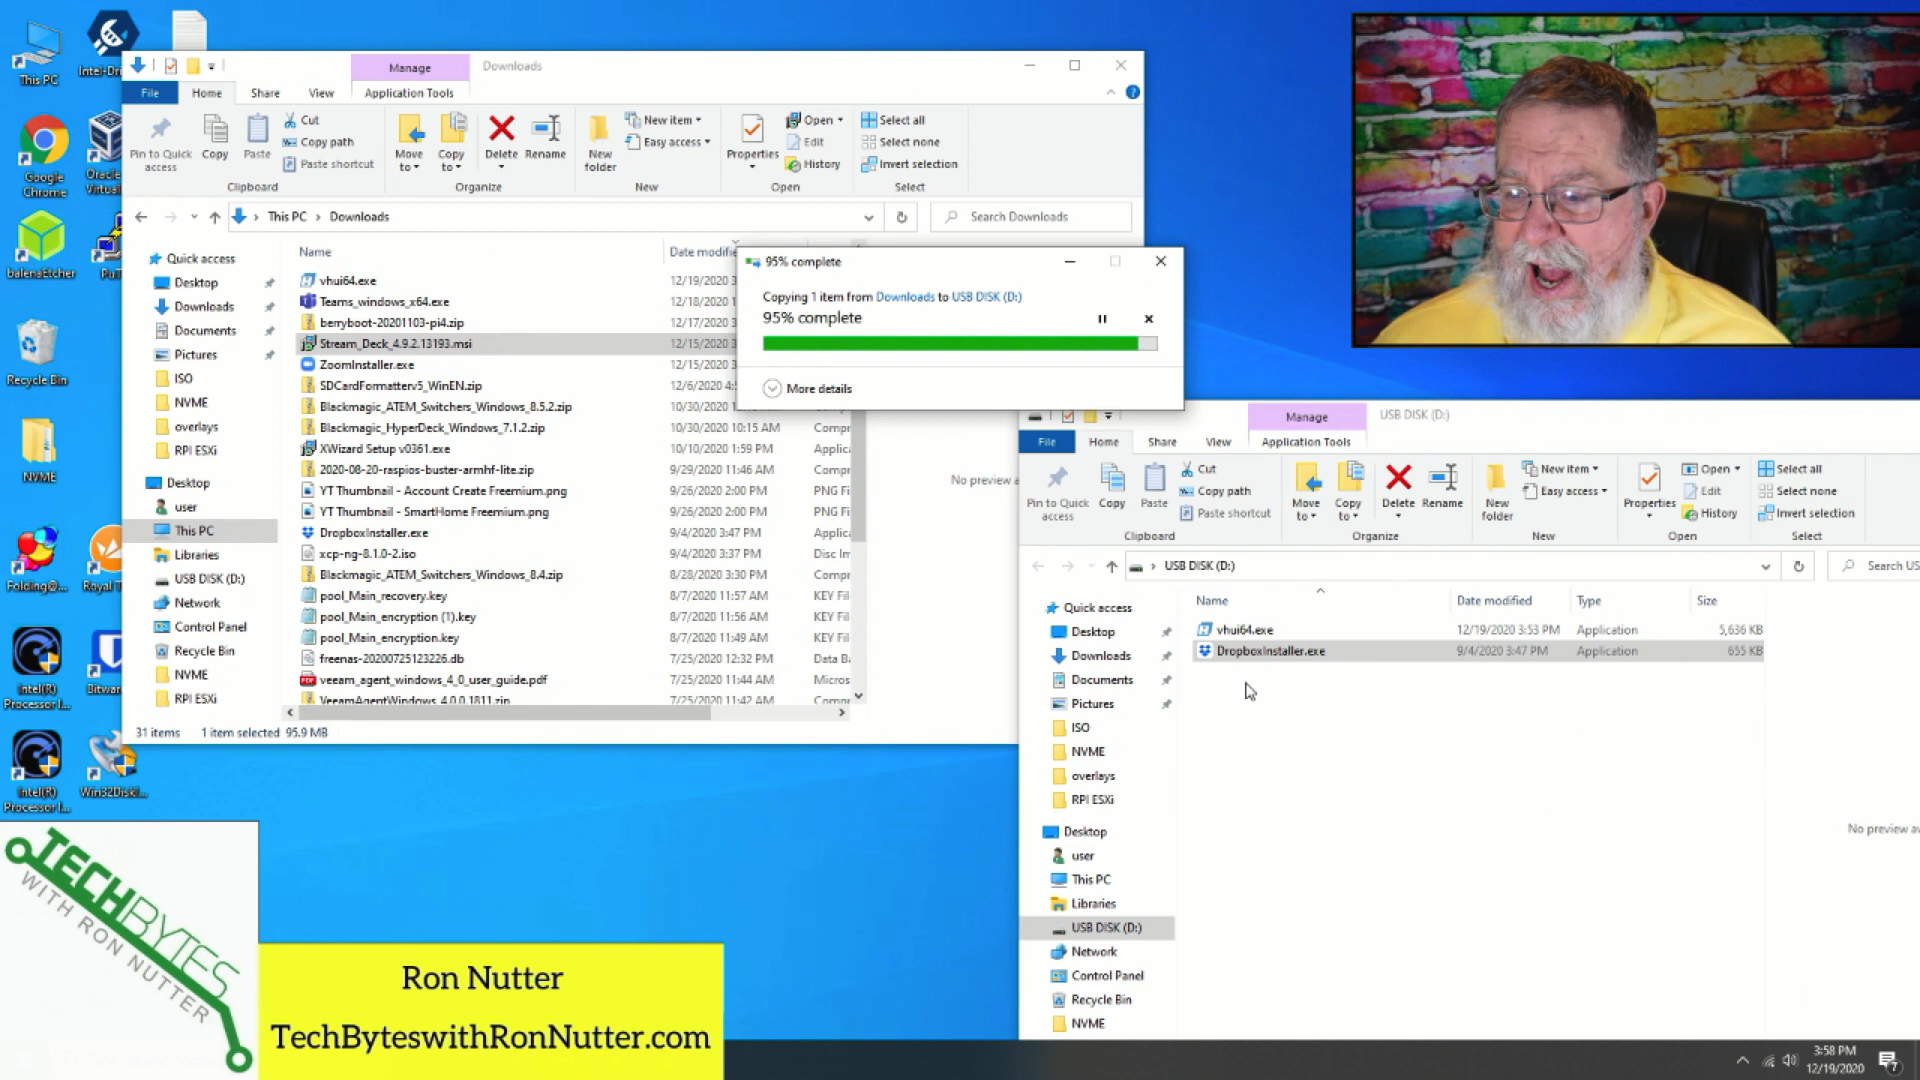 This PC
Intel-Dri
Google
Chrome
Oracle
Virtual
balenaEtcher
Recycle Bin
NVME
Folding@...
Royal T
Intel(R)
Processor I...
Bitwar
Intel(R)
Processor I...
Win32Diskl...
Manage
Downloads
File
Home
Share
View
Application Tools
Pin to Quick
access
Copy
Paste
Cut
Copy path
Paste shortcut
Clipboard
Move
to
Copy
to
Delete
Rename
Organize
New
folder
New item
Easy access
New
Properties
Open
Edit
History
Open
Select all
Select none
Invert selection
Select
This PC > Downloads
Search Downloads
Quick access
Desktop
Downloads
Documents
Pictures
ISO
NVME
overlays
RPI ESXi
Desktop
user
This PC
Libraries
USB DISK (D:)
Network
Control Panel
Recycle Bin
NVME
RPI ESXi
Name
Date modifie
vhui64.exe 12/19/2020 3
Teams_windows_x64.exe 12/18/2020 1
berryboot-20201103-pi4.zip 12/17/2020 3
Stream_Deck_4.9.2.13193.msi 12/15/2020 3
ZoomInstaller.exe 12/15/2020 3
SDCardFormatterv5_WinEN.zip 12/6/2020 4:5
Blackmagic_ATEM_Switchers_Windows_8.5.2.zip 10/30/2020 1
Blackmagic_HyperDeck_Windows_7.1.2.zip 10/30/2020 10:15 AM Compr
XWizard Setup v0361.exe 10/10/2020 1:59 PM Applica
2020-08-20-raspios-buster-armhf-lite.zip 9/29/2020 11:46 AM Compr
YT Thumbnail - Account Create Freemium.png 9/26/2020 2:00 PM PNG Fi
YT Thumbnail - SmartHome Freemium.png 9/26/2020 2:00 PM PNG Fi
DropboxInstaller.exe 9/4/2020 3:47 PM Applica
xcp-ng-8.1.0-2.iso 9/4/2020 3:37 PM Disc Im
Blackmagic_ATEM_Switchers_Windows_8.4.zip 8/28/2020 3:30 PM Compr
pool_Main_recovery.key 8/7/2020 11:57 AM KEY Fil
pool_Main_encryption (1).key 8/7/2020 11:56 AM KEY Fil
pool_Main_encryption.key 8/7/2020 11:49 AM KEY Fil
freenas-20200725123226.db 7/25/2020 12:32 PM Data Ba
veeam_agent_windows_4_0_user_guide.pdf 7/25/2020 11:44 AM Micros
VeeamAgentWindows_4.0.0.1811.zip 7/25/2020 11:42 AM Compr
No preview a
31 items 1 item selected 95.9 MB
95% complete
Copying 1 item from Downloads to USB DISK (D:)
95% complete
More details
Manage
USB DISK (D:)
File
Home
Share
View
Application Tools
Pin to Quick
access
Copy
Paste
Cut
Copy path
Paste shortcut
Clipboard
Move
to
Copy
to
Delete
Rename
Organize
New
folder
New item
Easy access
New
Properties
Open
Edit
History
Open
Select all
Select none
Invert selection
Select
USB DISK (D:)
Search US
Quick access
Desktop
Downloads
Documents
Pictures
ISO
NVME
overlays
RPI ESXi
Desktop
user
This PC
Libraries
USB DISK (D:)
Network
Control Panel
Recycle Bin
NVME
Name Date modified Type Size
vhui64.exe 12/19/2020 3:53 PM Application 5,636 KB
DropboxInstaller.exe 9/4/2020 3:47 PM Application 655 KB
No preview av
TECHBYTES
WITH RON NUTTER
Ron Nutter
TechByteswithRonNutter.com
3:58 PM
12/19/2020
7